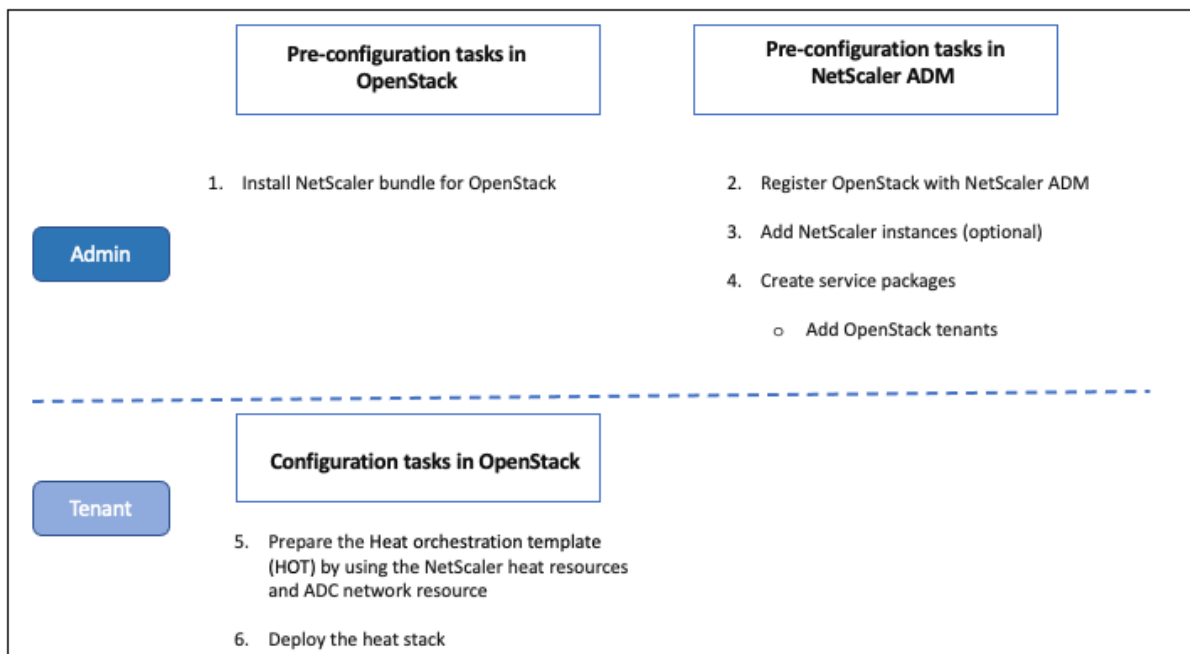 Pre-configuration tasks in
OpenStack
Pre-configuration tasks in
NetScaler ADM
Admin
1. Install NetScaler bundle for OpenStack
2. Register OpenStack with NetScaler ADM
3. Add NetScaler instances (optional)
4. Create service packages
o Add OpenStack tenants
Configuration tasks in OpenStack
Tenant
5. Prepare the Heat orchestration template
(HOT) by using the NetScaler heat resources
and ADC network resource
6. Deploy the heat stack